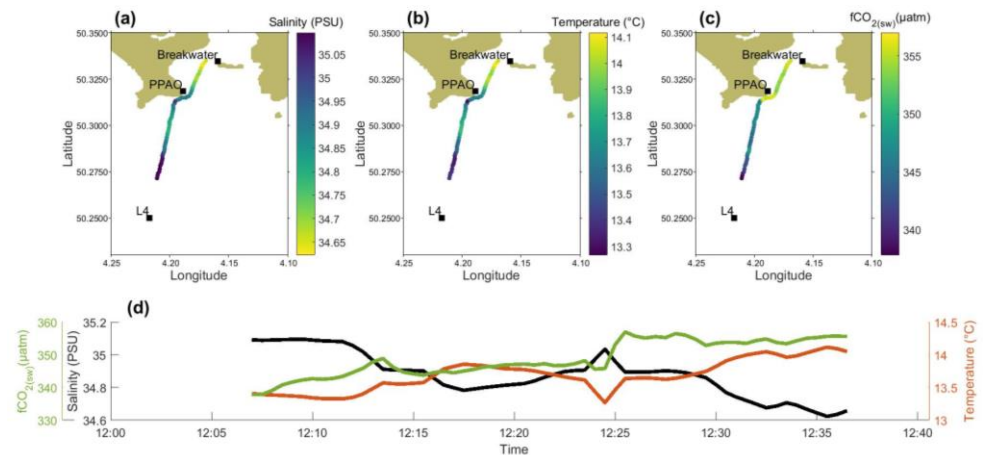 (a)
Salinity (PSU)
(b)
Temperature (°C)
(c)
fCO2(sw)(µatm)
50.3500
50.3250
50.3000
50.2750
50.2500
Latitude
Breakwater
PPAO
L4
4.25
4.20
4.15
4.10
Longitude
35.05
35
34.95
34.9
34.85
34.8
34.75
34.7
34.65
50.3500
50.3250
50.3000
50.2750
50.2500
Latitude
Breakwater
PPAO
L4
4.25
4.20
4.15
4.10
Longitude
14.1
14
13.9
13.8
13.7
13.6
13.5
13.4
13.3
50.3500
50.3250
50.3000
50.2750
50.2500
Latitude
Breakwater
PPAO
L4
4.25
4.20
4.15
4.10
Longitude
355
350
345
340
(d)
fCO2(sw)(µatm)
360
350
340
330
Salinity (PSU)
35.2
35
34.8
34.6
12:00
12:05
12:10
12:15
12:20
12:25
12:30
12:35
12:40
Time
14.5
14
13.5
13
Temperature (°C)